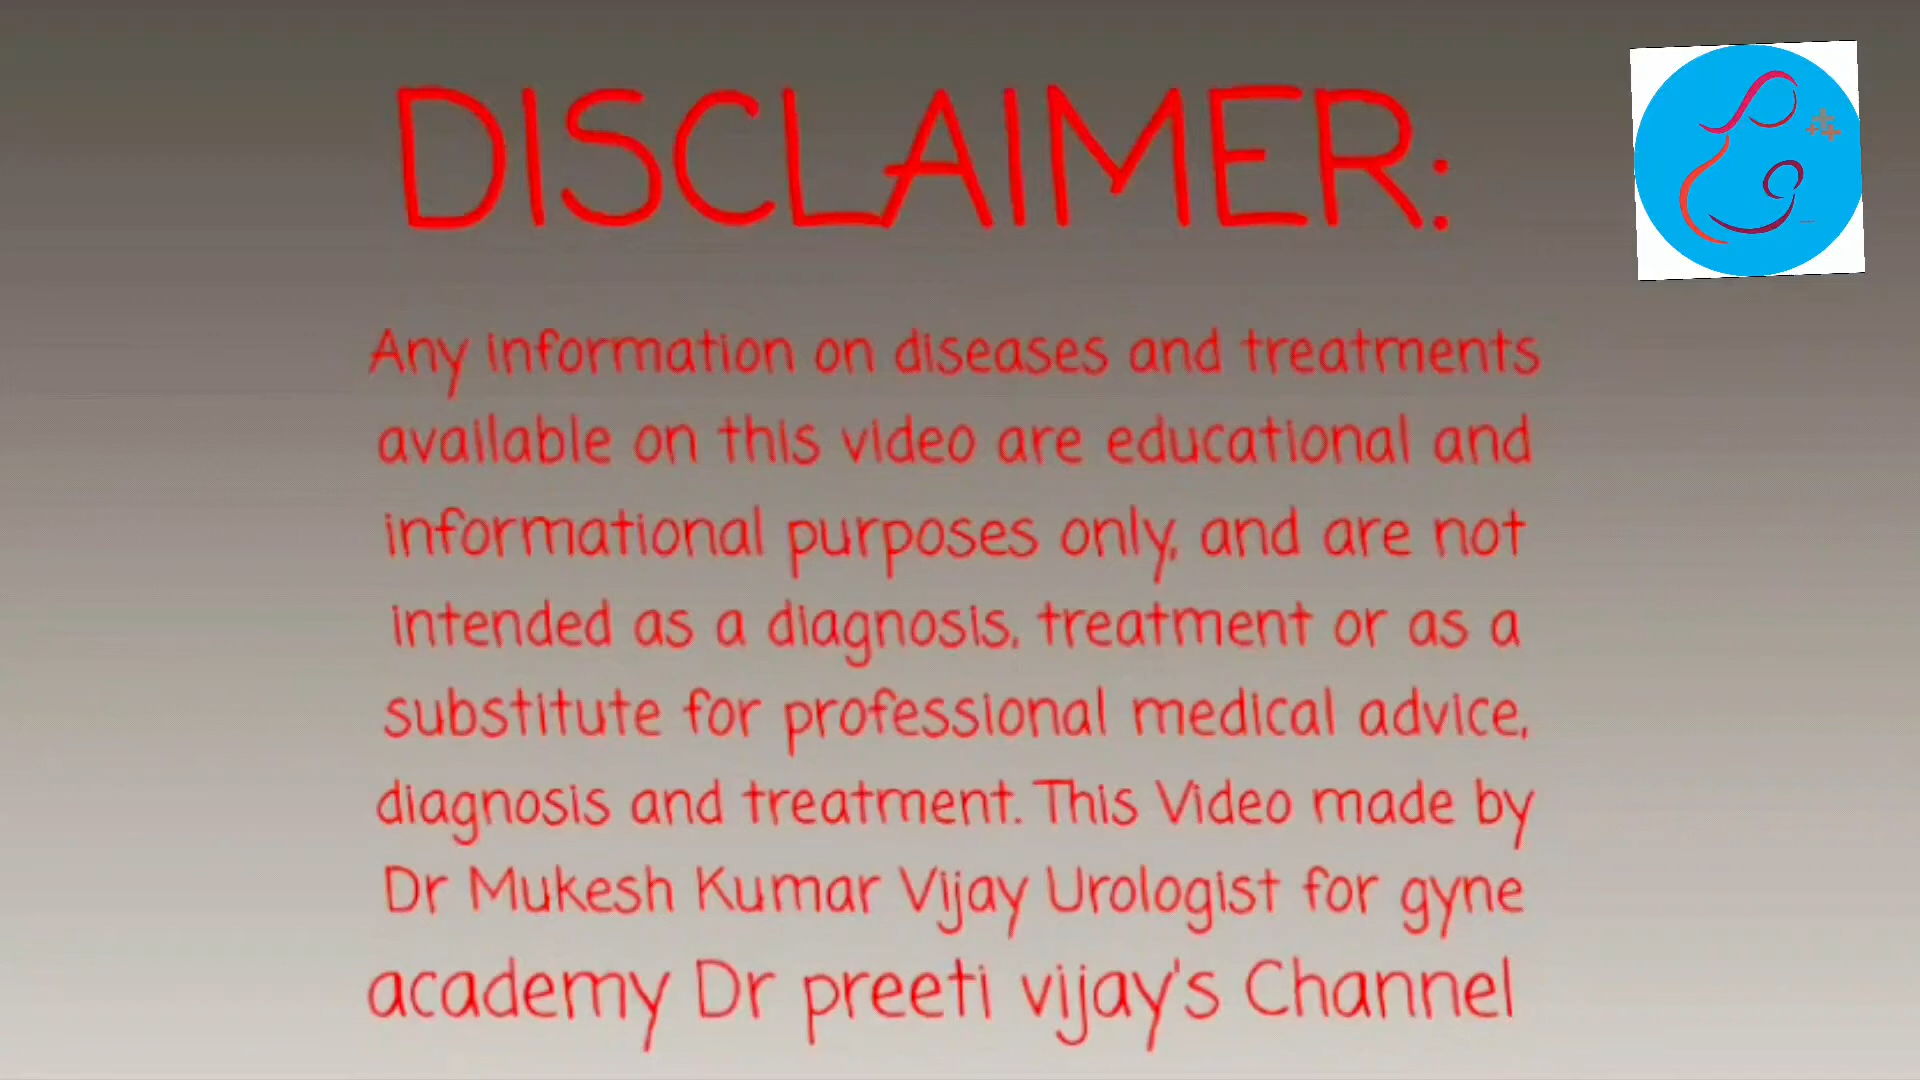 DISCLAIMER:
Any information on diseases and treatments
available on this video are educational and
informational purposes only, and are not
intended as a diagnosis, treatment or as a
substitute for professional medical advice,
diagnosis and treatment. This Video made by
Dr Mukesh Kumar Vijay Urologist for gyne
academy Dr preeti vijay's Channel